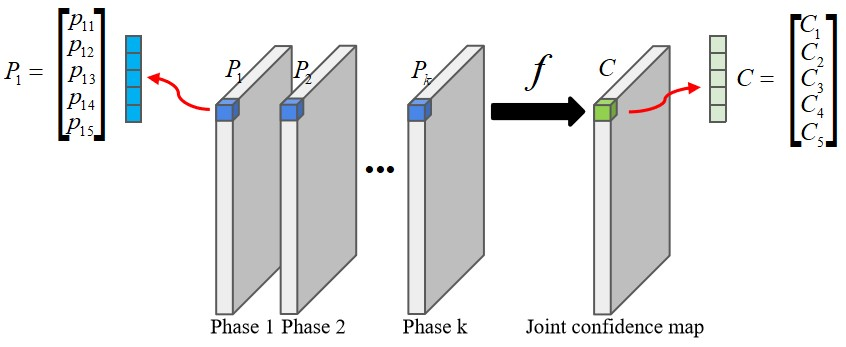 P1 = [p11 p12 p13 p14 p15]
P1 P2 Pk f C
C = [C1 C2 C3 C4 C5]
•••
Phase 1 Phase 2 Phase k Joint confidence map